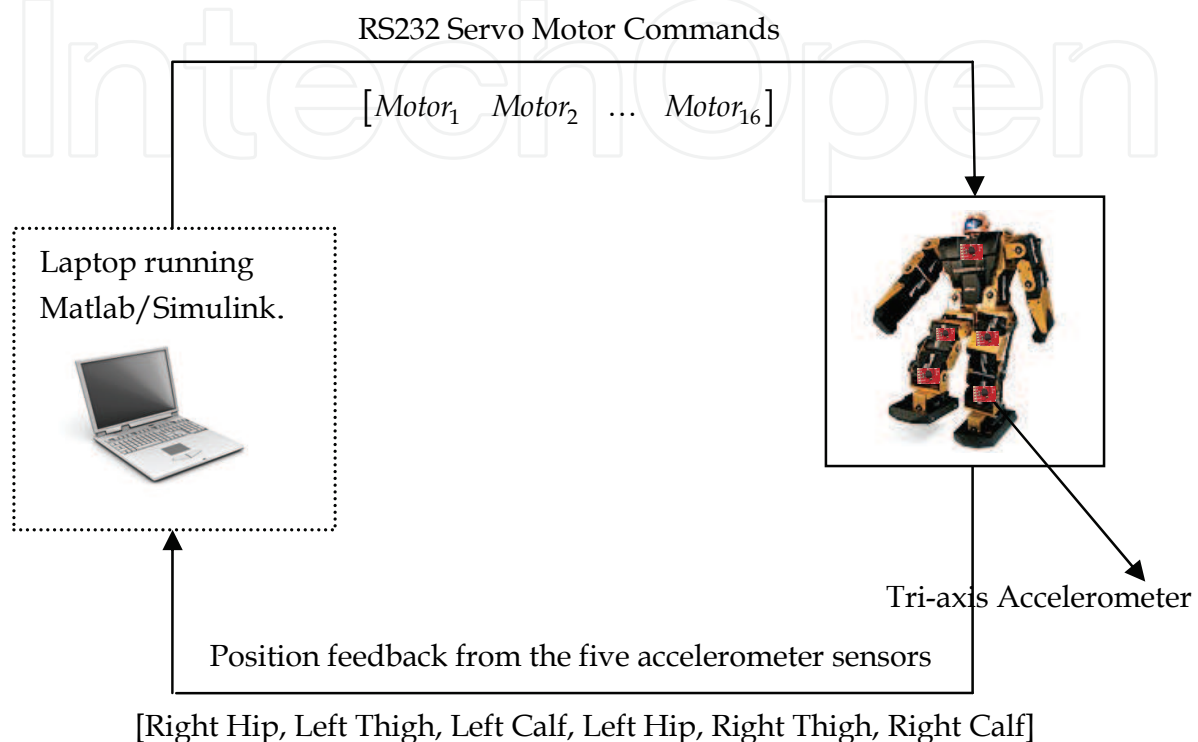 IntechOpen
RS232 Servo Motor Commands
[Motor₁ Motor₂ … Motor₁₆]
Laptop running
Matlab/Simulink.
Tri-axis Accelerometer
Position feedback from the five accelerometer sensors
[Right Hip, Left Thigh, Left Calf, Left Hip, Right Thigh, Right Calf]